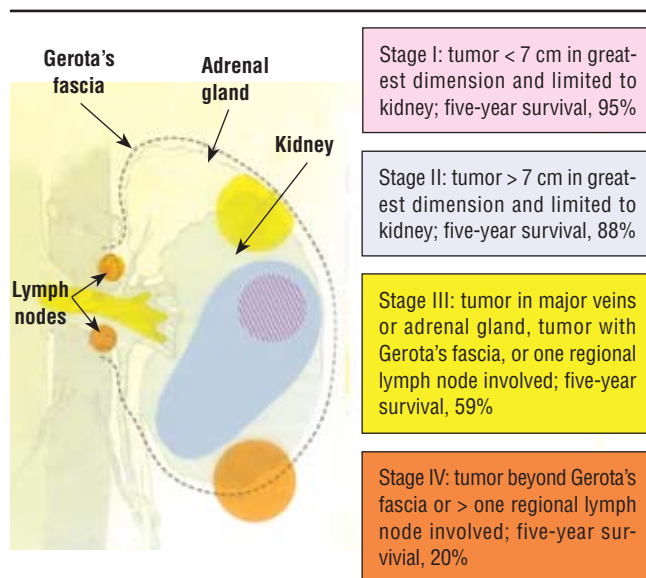 Gerota’s
fascia
Adrenal
gland
Kidney
Lymph
nodes
Stage I: tumor < 7 cm in great-
est dimension and limited to
kidney; five-year survival, 95%
Stage II: tumor > 7 cm in great-
est dimension and limited to
kidney; five-year survival, 88%
Stage III: tumor in major veins
or adrenal gland, tumor with
Gerota’s fascia, or one regional
lymph node involved; five-year
survival, 59%
Stage IV: tumor beyond Gerota’s
fascia or > one regional lymph
node involved; five-year sur-
vivial, 20%